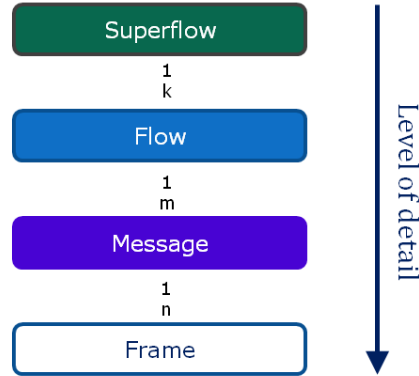 Superflow
1
k
Flow
1
m
Message
1
n
Frame
Level of detail